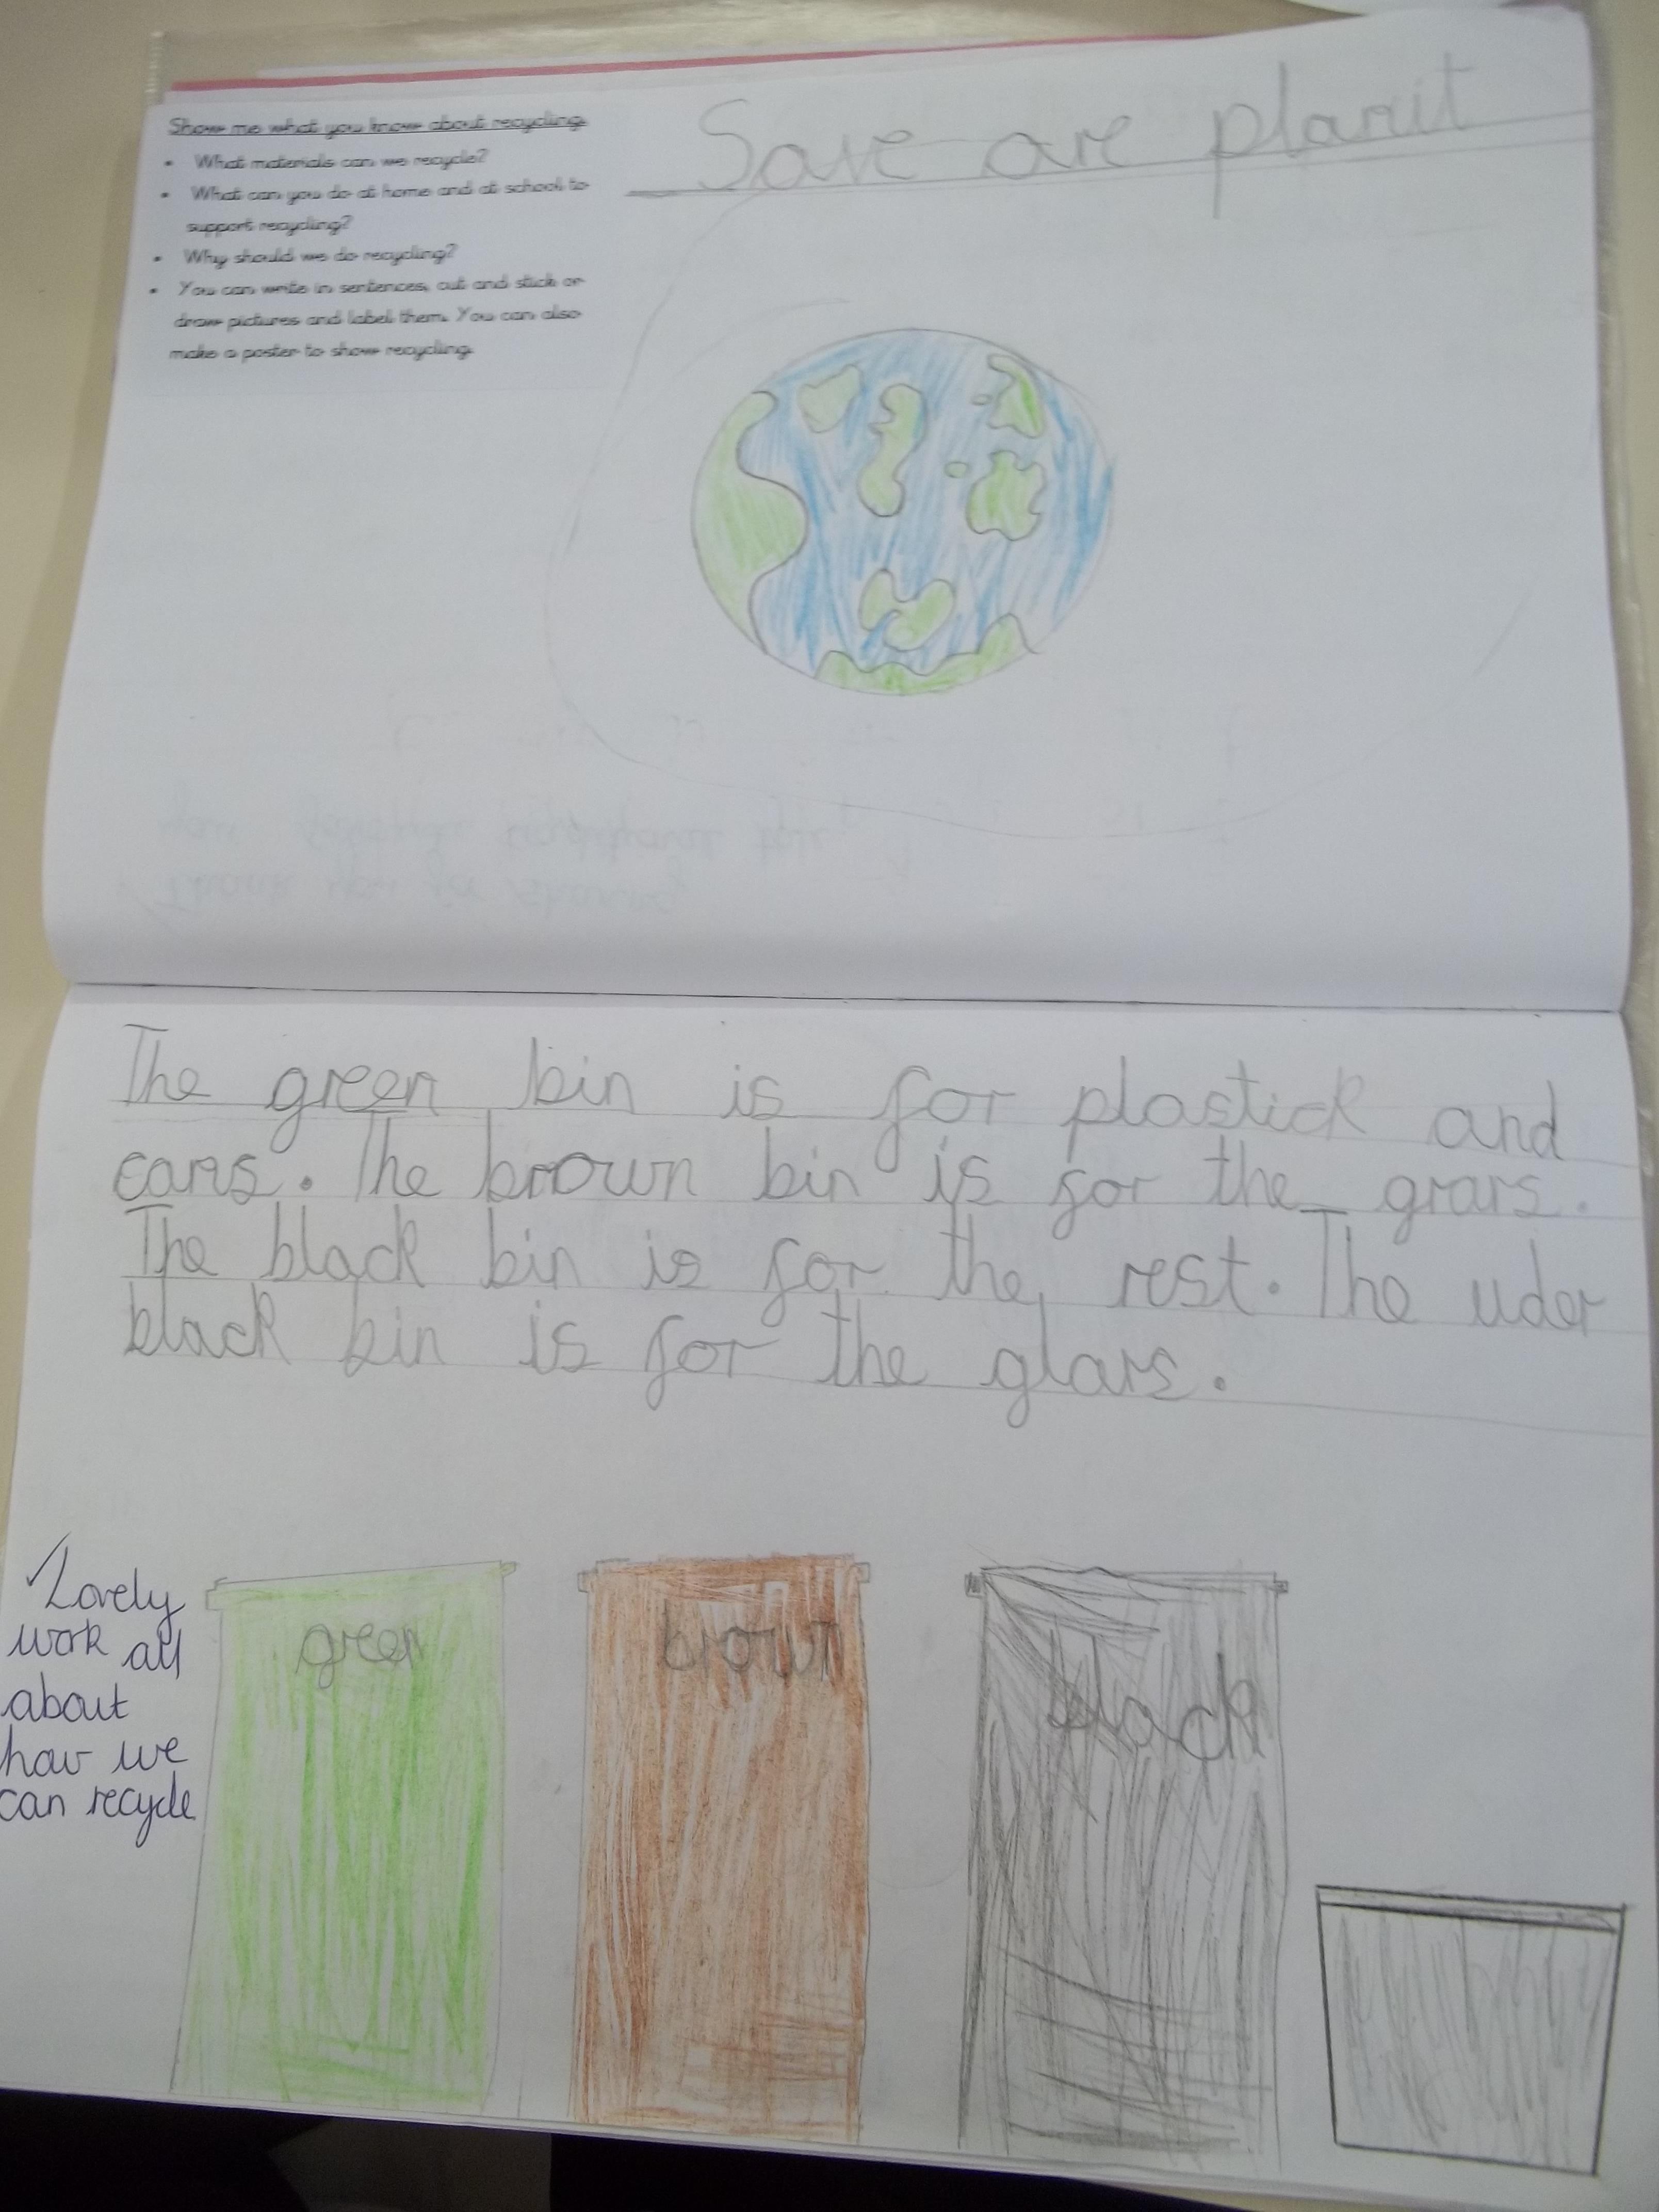 Show me what you know about recycling.
• What materials can we recycle?
• What can you do at home and at school to
support recycling?
• Why should we do recycling?
• You can write in sentences, cut and stick or
draw pictures and label them. You can also
make a poster to show recycling.
Save are planit
The green bin is for plastick and
cans. The brown bin is for the grars.
The black bin is for the rest. The uder
black bin is for the glars.
✓ Lovely
work all
about
how we
can recycle
green
brown
black